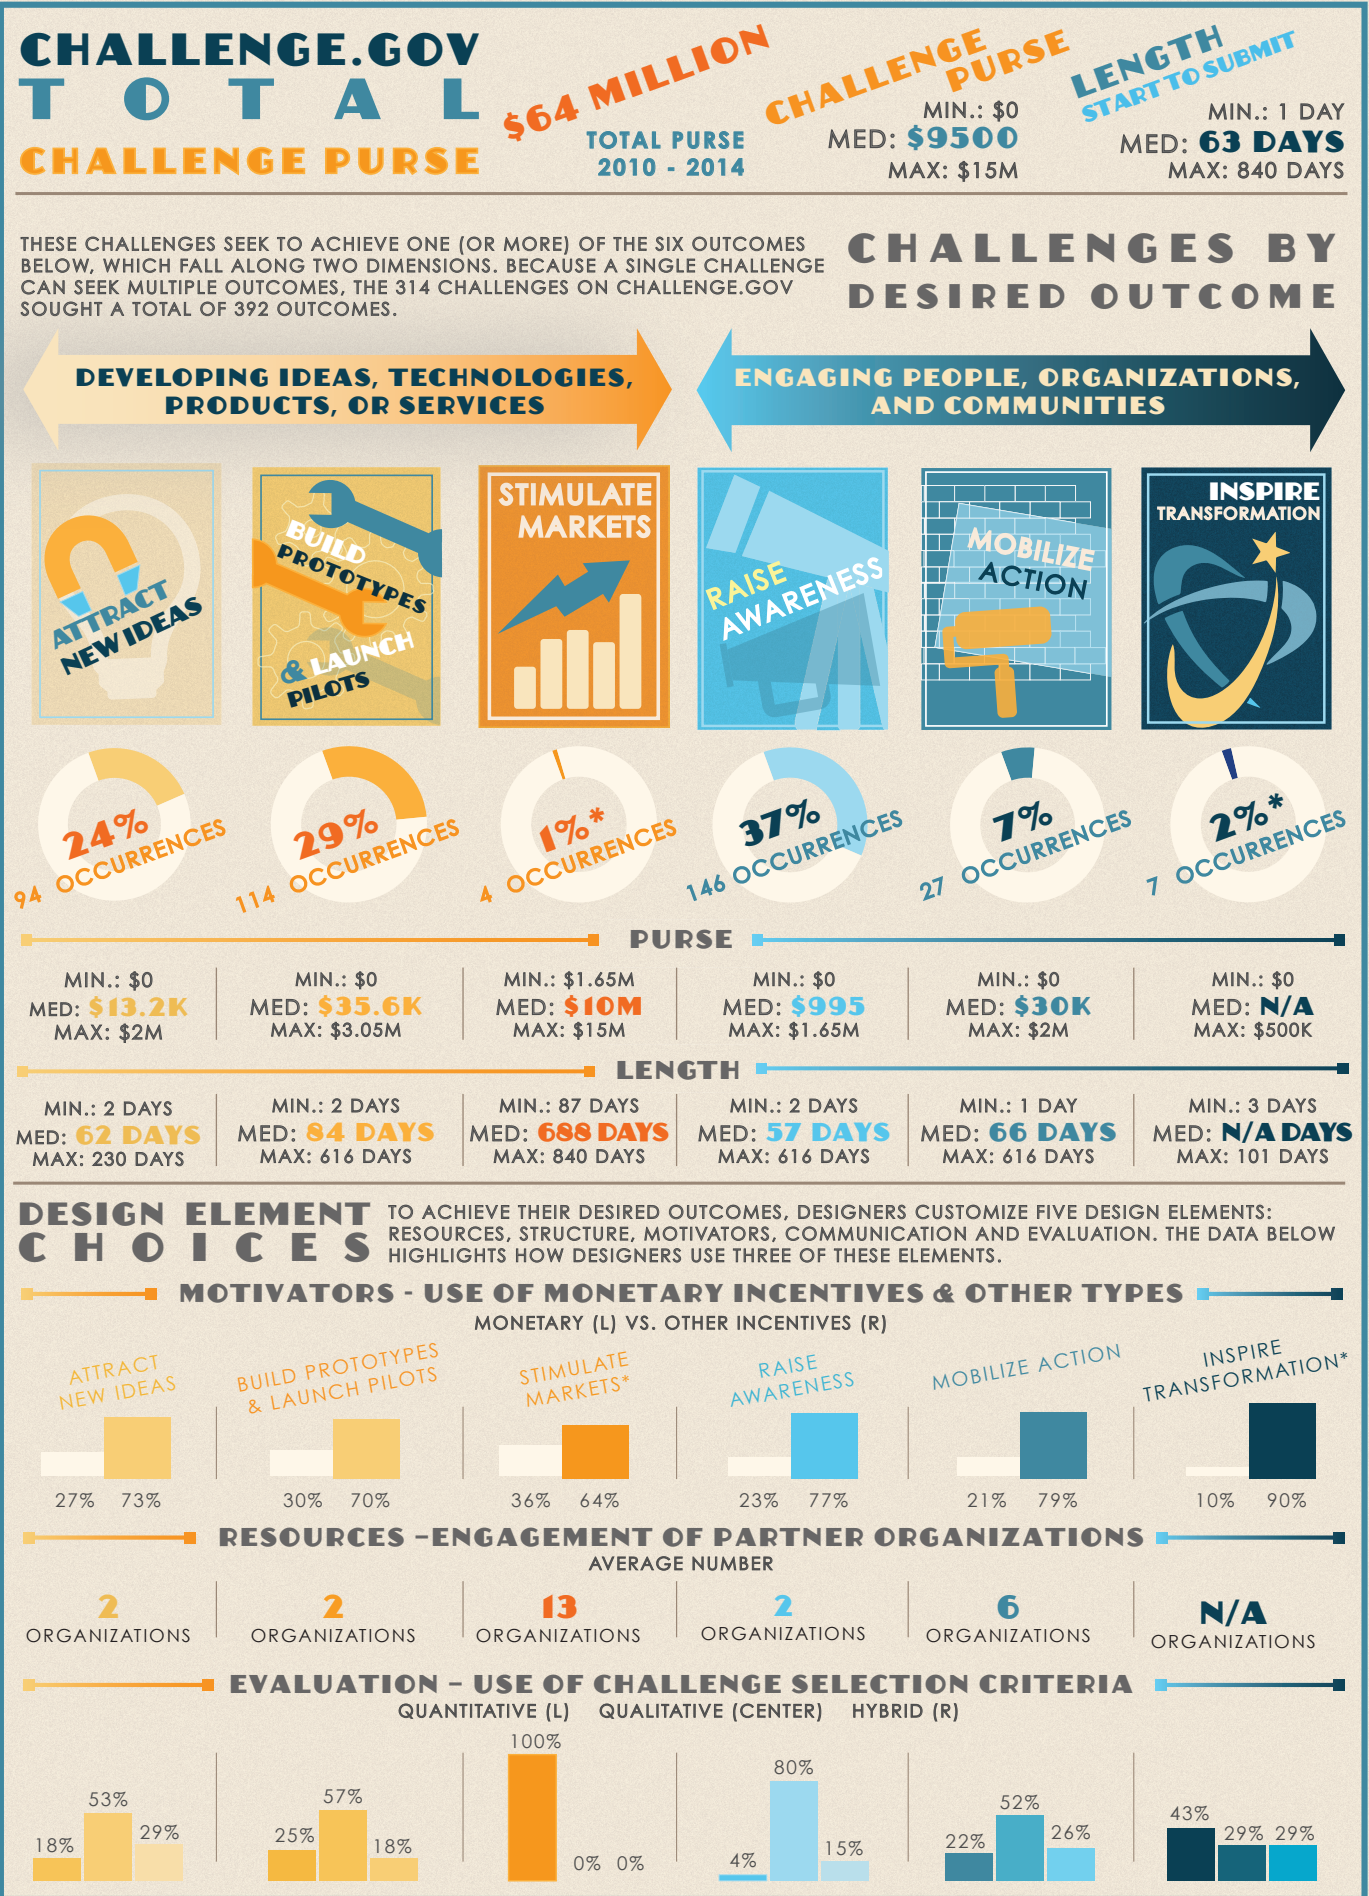 CHALLENGE.GOV
TOTAL
CHALLENGE PURSE
$64 MILLION
TOTAL PURSE
2010 - 2014
CHALLENGE
PURSE
MIN.: $0
MED: $9500
MAX: $15M
LENGTH
START TO SUBMIT
MIN.: 1 DAY
MED: 63 DAYS
MAX: 840 DAYS
THESE CHALLENGES SEEK TO ACHIEVE ONE (OR MORE) OF THE SIX OUTCOMES
BELOW, WHICH FALL ALONG TWO DIMENSIONS. BECAUSE A SINGLE CHALLENGE
CAN SEEK MULTIPLE OUTCOMES, THE 314 CHALLENGES ON CHALLENGE.GOV
SOUGHT A TOTAL OF 392 OUTCOMES.
CHALLENGES BY
DESIRED OUTCOME
DEVELOPING IDEAS, TECHNOLOGIES,
PRODUCTS, OR SERVICES
ENGAGING PEOPLE, ORGANIZATIONS,
AND COMMUNITIES
ATTRACT
NEW IDEAS
BUILD
PROTOTYPES
& LAUNCH
PILOTS
STIMULATE
MARKETS
RAISE
AWARENESS
MOBILIZE
ACTION
INSPIRE
TRANSFORMATION
24%
94 OCCURRENCES
29%
114 OCCURRENCES
1%*
4 OCCURRENCES
37%
146 OCCURRENCES
7%
27 OCCURRENCES
2%*
7 OCCURRENCES
PURSE
MIN.: $0
MED: $13.2K
MAX: $2M
MIN.: $0
MED: $35.6K
MAX: $3.05M
MIN.: $1.65M
MED: $10M
MAX: $15M
MIN.: $0
MED: $995
MAX: $1.65M
MIN.: $0
MED: $30K
MAX: $2M
MIN.: $0
MED: N/A
MAX: $500K
LENGTH
MIN.: 2 DAYS
MED: 62 DAYS
MAX: 230 DAYS
MIN.: 2 DAYS
MED: 84 DAYS
MAX: 616 DAYS
MIN.: 87 DAYS
MED: 688 DAYS
MAX: 840 DAYS
MIN.: 2 DAYS
MED: 57 DAYS
MAX: 616 DAYS
MIN.: 1 DAY
MED: 66 DAYS
MAX: 616 DAYS
MIN.: 3 DAYS
MED: N/A DAYS
MAX: 101 DAYS
DESIGN ELEMENT
CHOICES
TO ACHIEVE THEIR DESIRED OUTCOMES, DESIGNERS CUSTOMIZE FIVE DESIGN ELEMENTS:
RESOURCES, STRUCTURE, MOTIVATORS, COMMUNICATION AND EVALUATION. THE DATA BELOW
HIGHLIGHTS HOW DESIGNERS USE THREE OF THESE ELEMENTS.
MOTIVATORS - USE OF MONETARY INCENTIVES & OTHER TYPES
MONETARY (L) VS. OTHER INCENTIVES (R)
ATTRACT
NEW IDEAS
BUILD PROTOTYPES
& LAUNCH PILOTS
STIMULATE
MARKETS*
RAISE
AWARENESS
MOBILIZE ACTION
INSPIRE
TRANSFORMATION*
27% 73%
30% 70%
36% 64%
23% 77%
21% 79%
10% 90%
RESOURCES –ENGAGEMENT OF PARTNER ORGANIZATIONS
AVERAGE NUMBER
2
ORGANIZATIONS
2
ORGANIZATIONS
13
ORGANIZATIONS
2
ORGANIZATIONS
6
ORGANIZATIONS
N/A
ORGANIZATIONS
EVALUATION – USE OF CHALLENGE SELECTION CRITERIA
QUANTITATIVE (L) QUALITATIVE (CENTER) HYBRID (R)
18% 53% 29%
25% 57% 18%
100% 0% 0%
4% 80% 15%
22% 52% 26%
43% 29% 29%